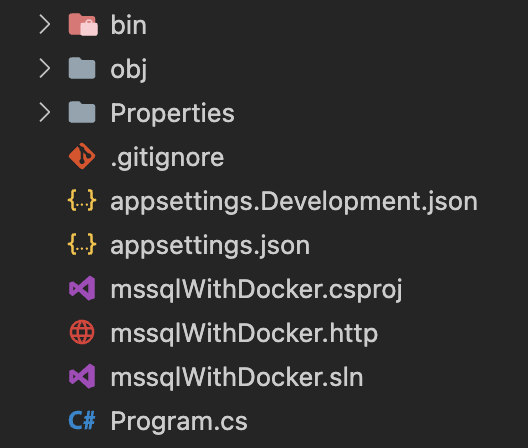 bin
obj
Properties
.gitignore
appsettings.Development.json
appsettings.json
mssqlWithDocker.csproj
mssqlWithDocker.http
mssqlWithDocker.sln
Program.cs